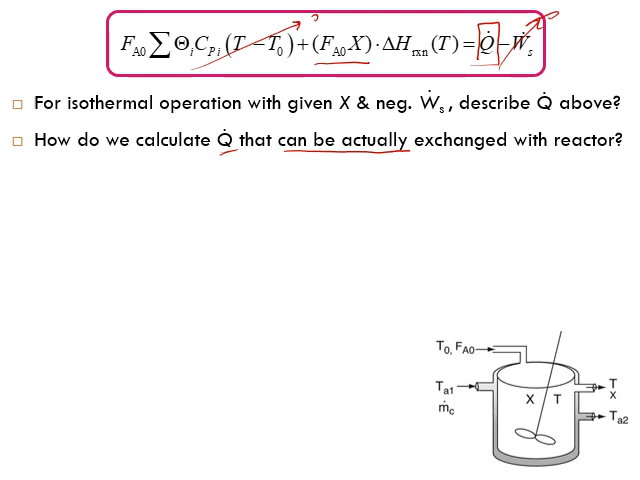 F_A0 ∑ Θ_i C_Pi (T − T_0) + (F_A0 X) · ΔH_rxn (T) = Q̇ − Ẇ_s
For isothermal operation with given X & neg. Ẇ_s , describe Q̇ above?
How do we calculate Q̇ that can be actually exchanged with reactor?
T_0, F_A0
T_a1
ṁ_c
X T
T
X
T_a2